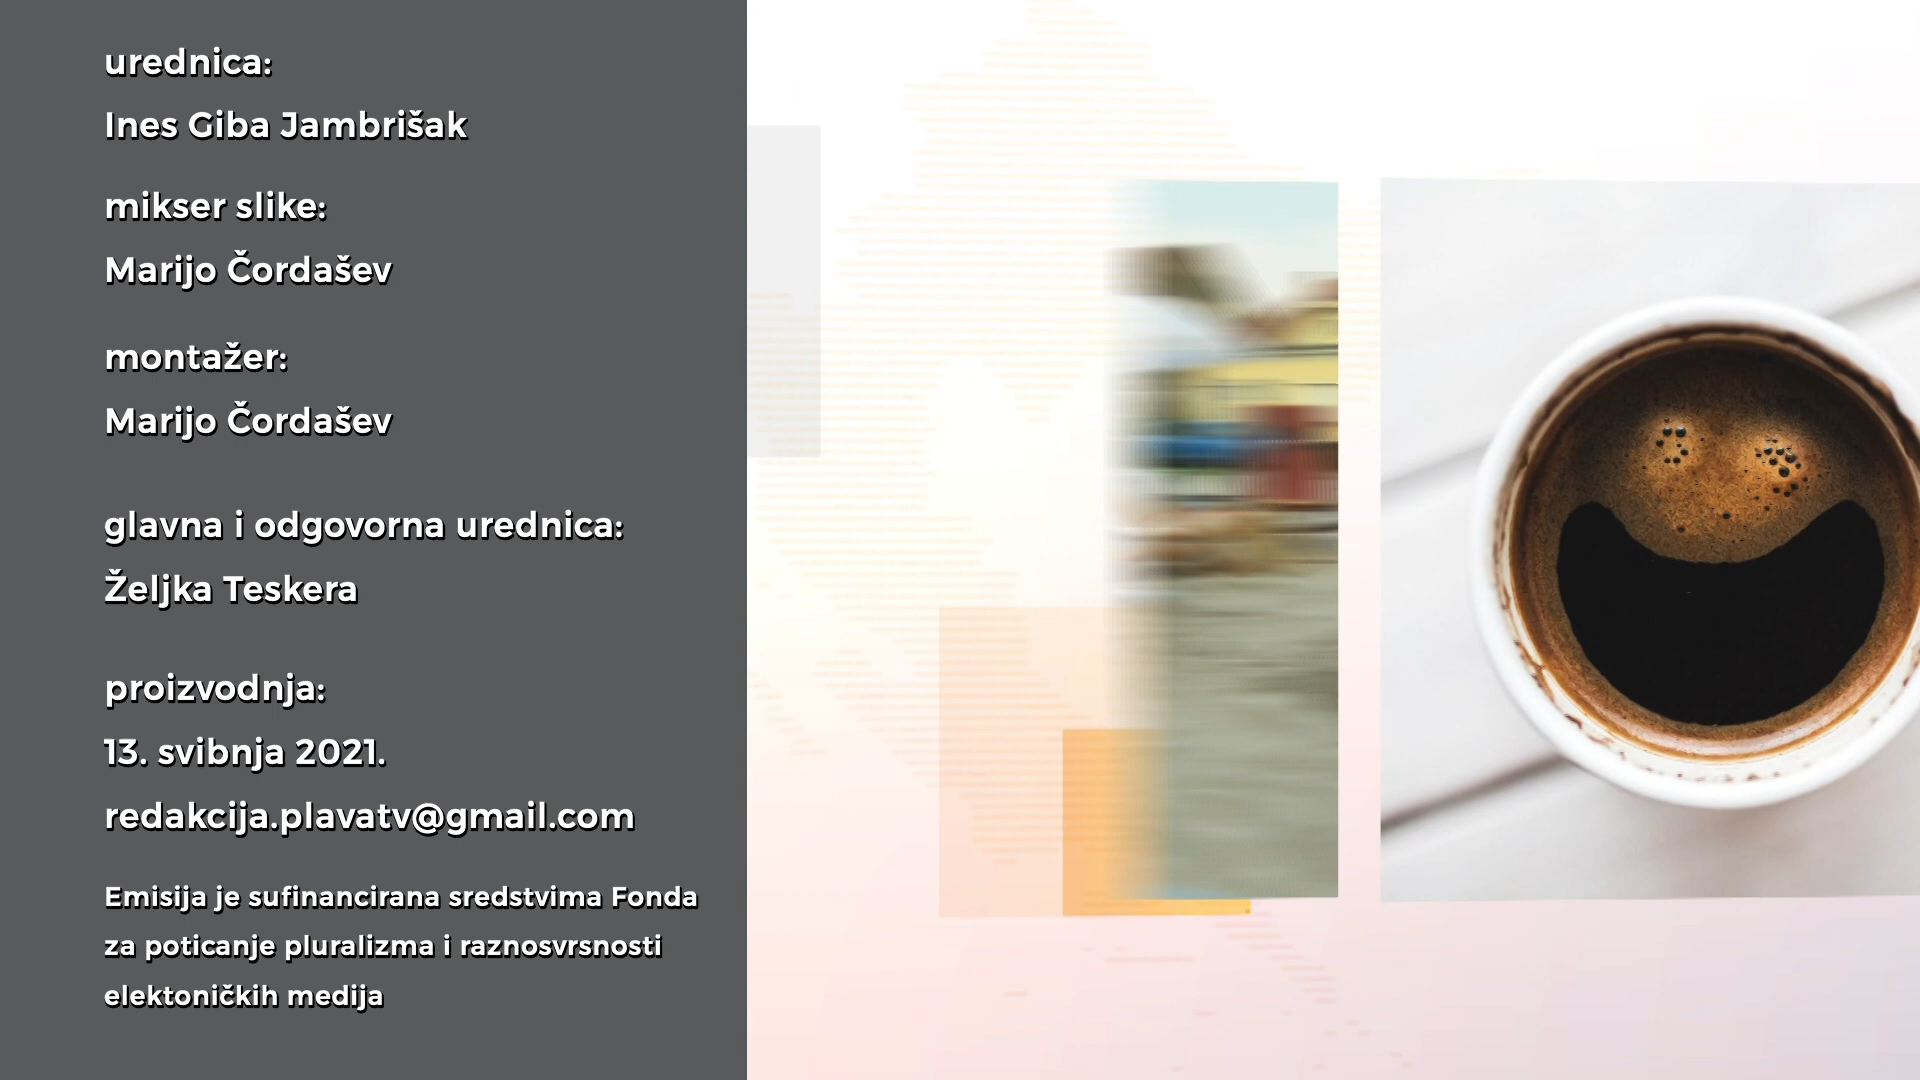 urednica:
Ines Giba Jambrišak
mikser slike:
Marijo Čordašev
montažer:
Marijo Čordašev
glavna i odgovorna urednica:
Željka Teskera
proizvodnja:
13. svibnja 2021.
redakcija.plavatv@gmail.com
Emisija je sufinancirana sredstvima Fonda
za poticanje pluralizma i raznosvrsnosti
elektoničkih medija